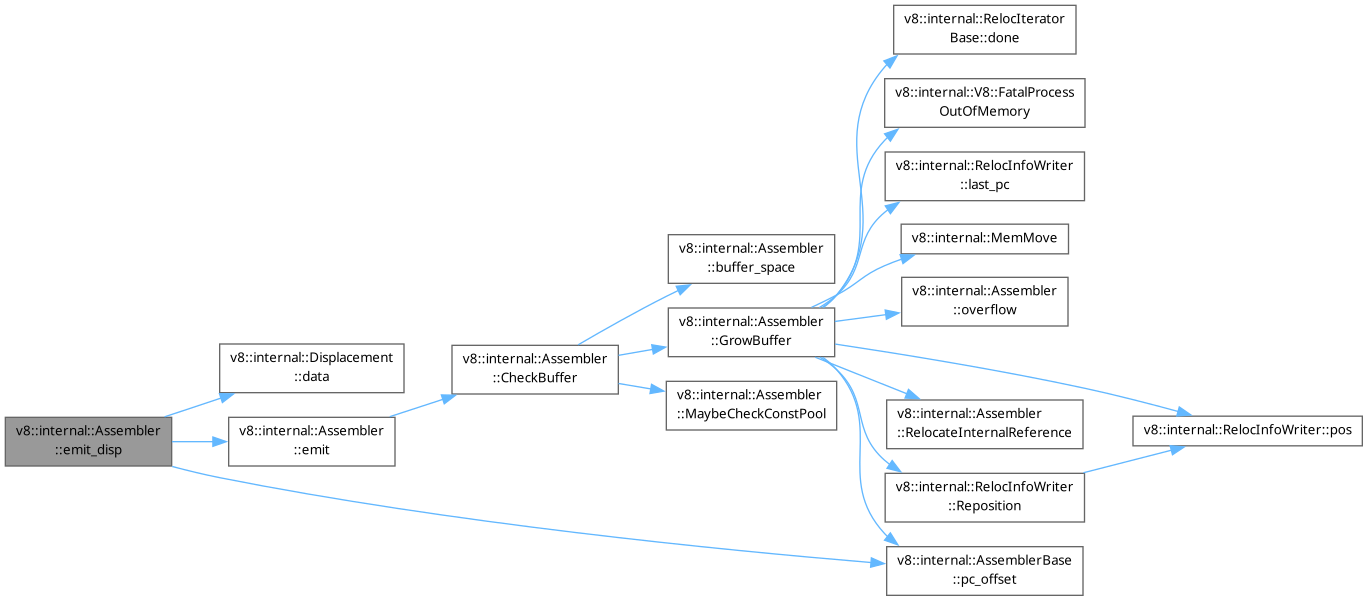 v8::internal::Assembler
::emit_disp
v8::internal::Displacement
::data
v8::internal::Assembler
::emit
v8::internal::Assembler
::CheckBuffer
v8::internal::Assembler
::buffer_space
v8::internal::Assembler
::GrowBuffer
v8::internal::Assembler
::MaybeCheckConstPool
v8::internal::RelocIterator
Base::done
v8::internal::V8::FatalProcess
OutOfMemory
v8::internal::RelocInfoWriter
::last_pc
v8::internal::MemMove
v8::internal::Assembler
::overflow
v8::internal::Assembler
::RelocateInternalReference
v8::internal::RelocInfoWriter
::Reposition
v8::internal::AssemblerBase
::pc_offset
v8::internal::RelocInfoWriter::pos